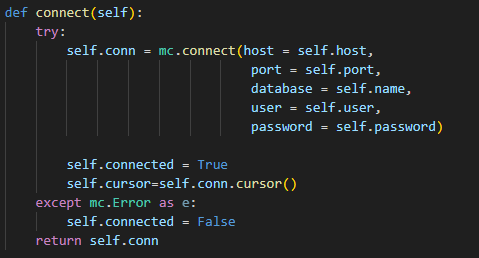 def connect(self):
    try:
        self.conn = mc.connect(host = self.host,
                                port = self.port,
                                database = self.name,
                                user = self.user,
                                password = self.password)

        self.connected = True
        self.cursor=self.conn.cursor()
    except mc.Error as e:
        self.connected = False
    return self.conn